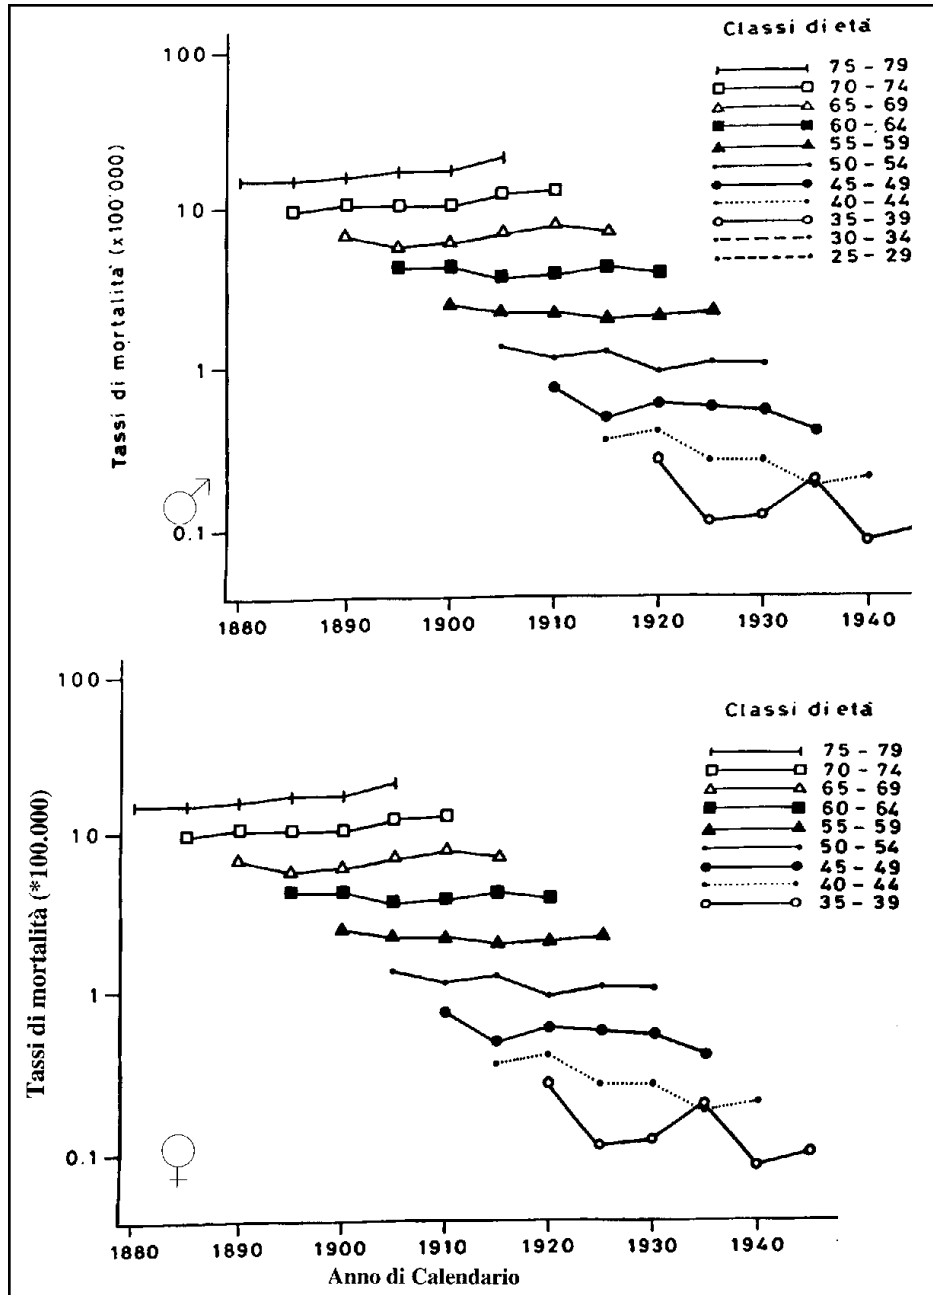 Classi di età
75 - 79
70 - 74
65 - 69
60 - 64
55 - 59
50 - 54
45 - 49
40 - 44
35 - 39
30 - 34
25 - 29
Tassi di mortalità (x100'000)
100
10
1
0.1
1880 1890 1900 1910 1920 1930 1940
Classi di età
75 - 79
70 - 74
65 - 69
60 - 64
55 - 59
50 - 54
45 - 49
40 - 44
35 - 39
Tassi di mortalità (*100.000)
100
10
1
0.1
1880 1890 1900 1910 1920 1930 1940
Anno di Calendario